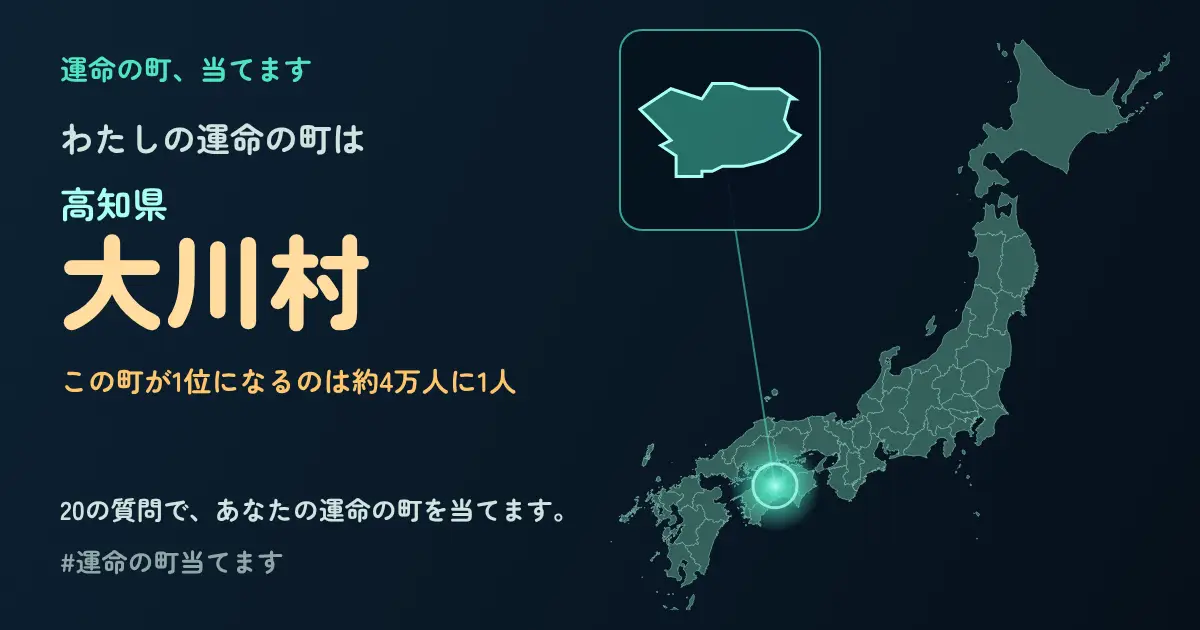 運命の町、当てます
わたしの運命の町は
高知県
大川村
この町が1位になるのは約4万人に1人
20の質問で、あなたの運命の町を当てます。
#運命の町当てます